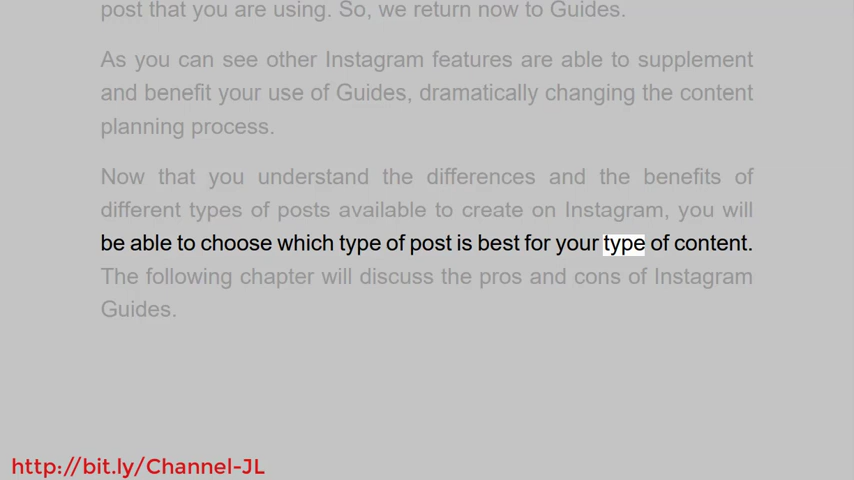 post that you are using. So, we return now to Guides.
As you can see other Instagram features are able to supplement
and benefit your use of Guides, dramatically changing the content
planning process.
Now that you understand the differences and the benefits of
different types of posts available to create on Instagram, you will
be able to choose which type of post is best for your type of content.
The following chapter will discuss the pros and cons of Instagram
Guides.
http://bit.ly/Channel-JL